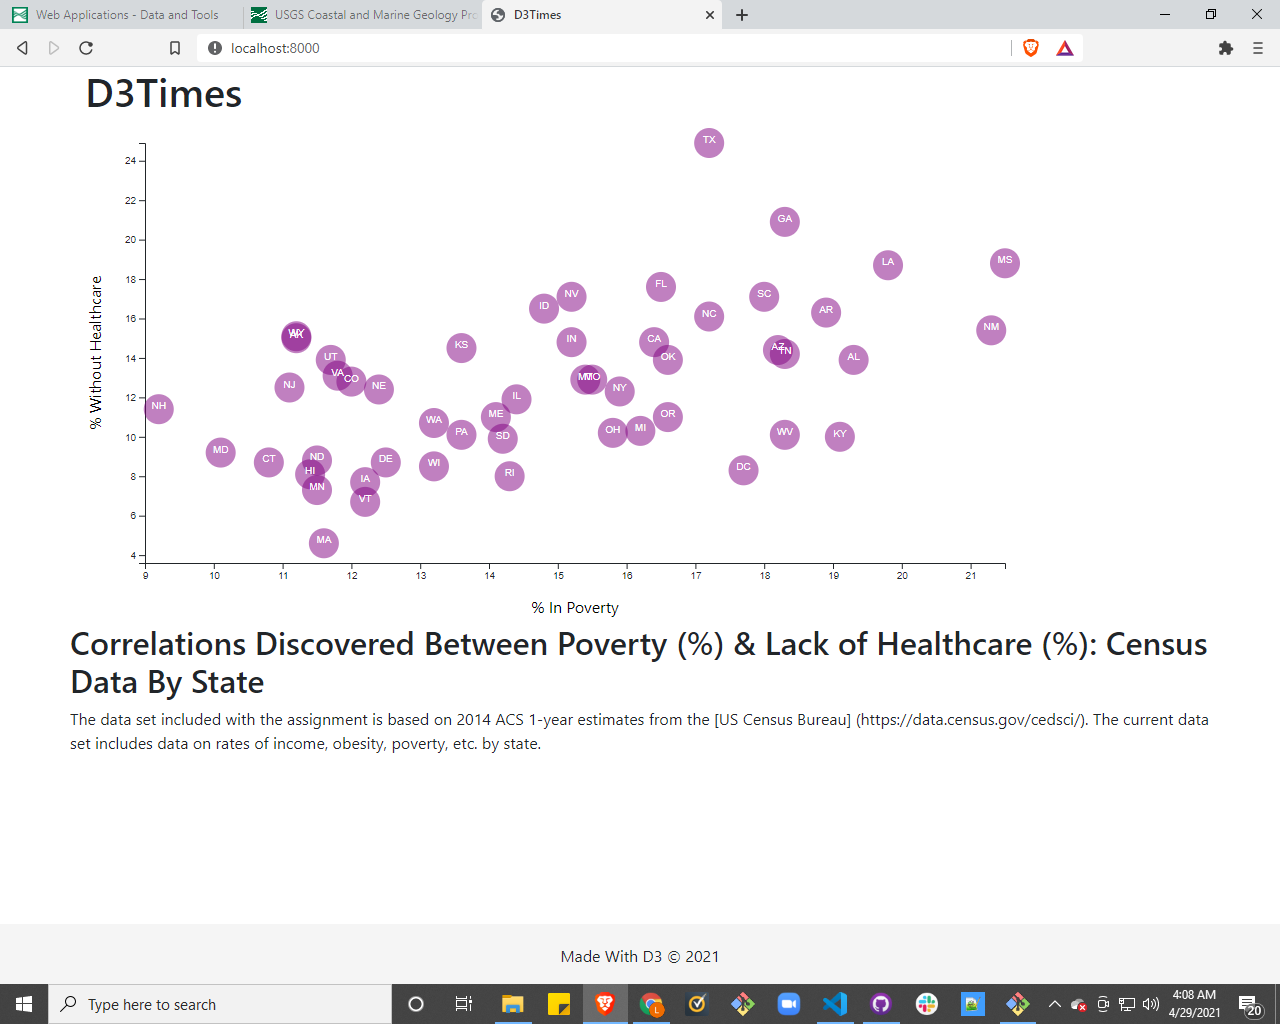 Web Applications - Data and Tools
USGS Coastal and Marine Geology Pro
D3Times
localhost:8000
D3Times
% Without Healthcare
24
22
20
18
16
14
12
10
8
6
4
TX
GA
LA
MS
FL
SC
NV
ID
AR
NC
NM
WY
AK
KS
IN
CA
AZ
TN
UT
OK
AL
VA
CO
NE
NJ
MT
MO
NY
IL
NH
ME
OR
WA
PA
SD
OH
MI
WV
KY
MD
CT
ND
DE
WI
DC
HI
RI
IA
MN
VT
MA
9
10
11
12
13
14
15
16
17
18
19
20
21
% In Poverty
Correlations Discovered Between Poverty (%) & Lack of Healthcare (%): Census
Data By State
The data set included with the assignment is based on 2014 ACS 1-year estimates from the [US Census Bureau] (https://data.census.gov/cedsci/). The current data
set includes data on rates of income, obesity, poverty, etc. by state.
Made With D3 © 2021
Type here to search
L
4:08 AM
4/29/2021
20